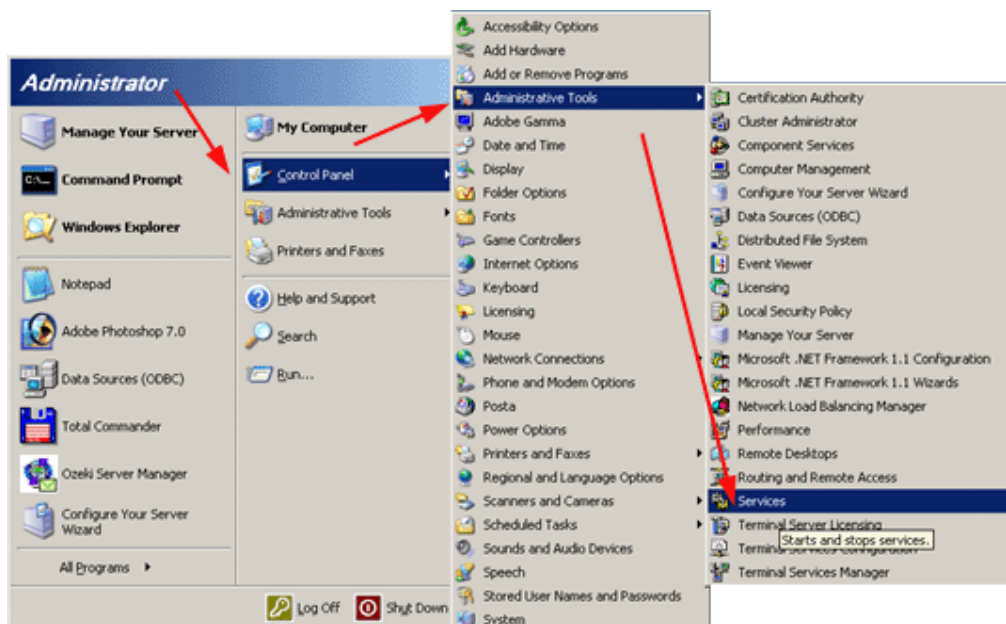 Administrator
Manage Your Server
Command Prompt
Windows Explorer
Notepad
Adobe Photoshop 7.0
Data Sources (ODBC)
Total Commander
Ozeki Server Manager
Configure Your Server
Wizard
All Programs
My Computer
Control Panel
Administrative Tools
Printers and Faxes
Help and Support
Search
Run...
Log Off
Shut Down
Accessibility Options
Add Hardware
Add or Remove Programs
Administrative Tools
Adobe Gamma
Date and Time
Display
Folder Options
Fonts
Game Controllers
Internet Options
Keyboard
Licensing
Mouse
Network Connections
Phone and Modem Options
Posta
Power Options
Printers and Faxes
Regional and Language Options
Scanners and Cameras
Scheduled Tasks
Sounds and Audio Devices
Speech
Stored User Names and Passwords
System
Certification Authority
Cluster Administrator
Component Services
Computer Management
Configure Your Server Wizard
Data Sources (ODBC)
Distributed File System
Event Viewer
Licensing
Local Security Policy
Manage Your Server
Microsoft .NET Framework 1.1 Configuration
Microsoft .NET Framework 1.1 Wizards
Network Load Balancing Manager
Performance
Remote Desktops
Routing and Remote Access
Services
Terminal Server Licensing
Starts and stops services.
Terminal Services Configuration
Terminal Services Manager